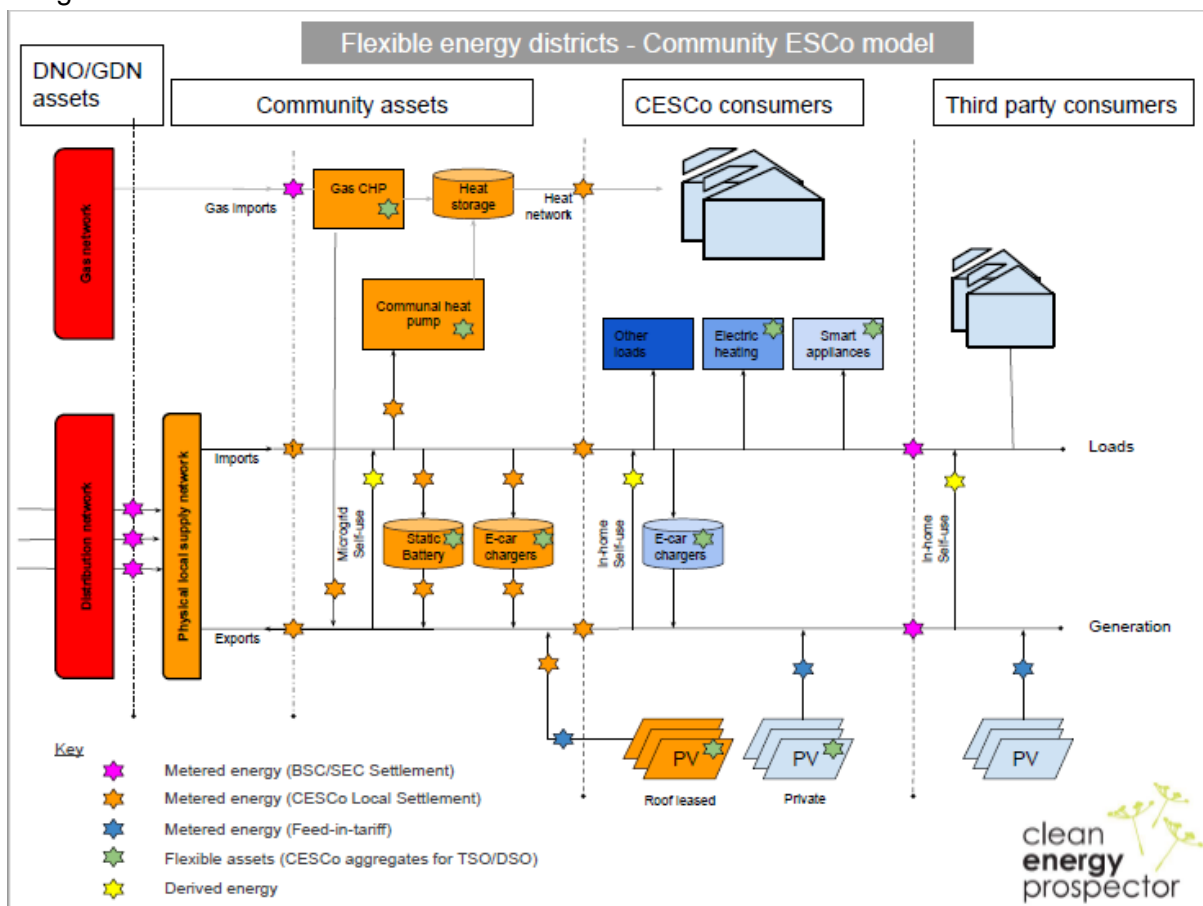 Flexible energy districts - Community ESCo model
DNO/GDN
assets
Community assets
CESCo consumers
Third party consumers
Gas network
Gas Imports
Gas CHP
Heat
storage
Heat
network
Communal heat
pump
Other
loads
Electric
heating
Smart
appliances
Distribution network
Physical local supply network
Imports
1
Loads
Microgrid
Self-use
Static
Battery
E-car
chargers
In-home
Self-use
E-car
chargers
In-home
Self-use
Exports
Generation
PV
PV
PV
Roof leased
Private
Key
Metered energy (BSC/SEC Settlement)
Metered energy (CESCo Local Settlement)
Metered energy (Feed-in-tariff)
Flexible assets (CESCo aggregates for TSO/DSO)
Derived energy
clean
energy
prospector